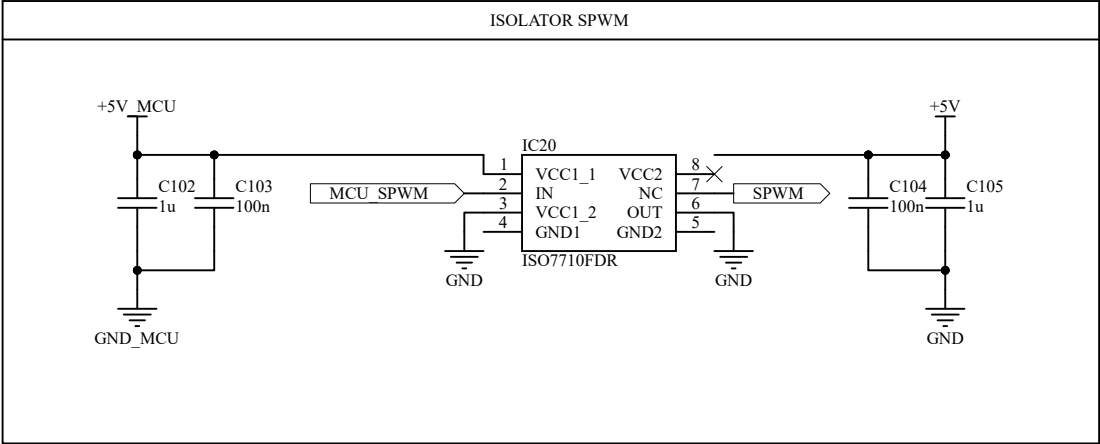 ISOLATOR SPWM
+5V_MCU
+5V
IC20
1
8
VCC1_1
VCC2
C102
C103
MCU_SPWM
2
IN
NC
7
SPWM
C104
C105
1u
100n
3
VCC1_2
OUT
6
100n
1u
4
GND1
GND2
5
ISO7710FDR
GND
GND
GND_MCU
GND